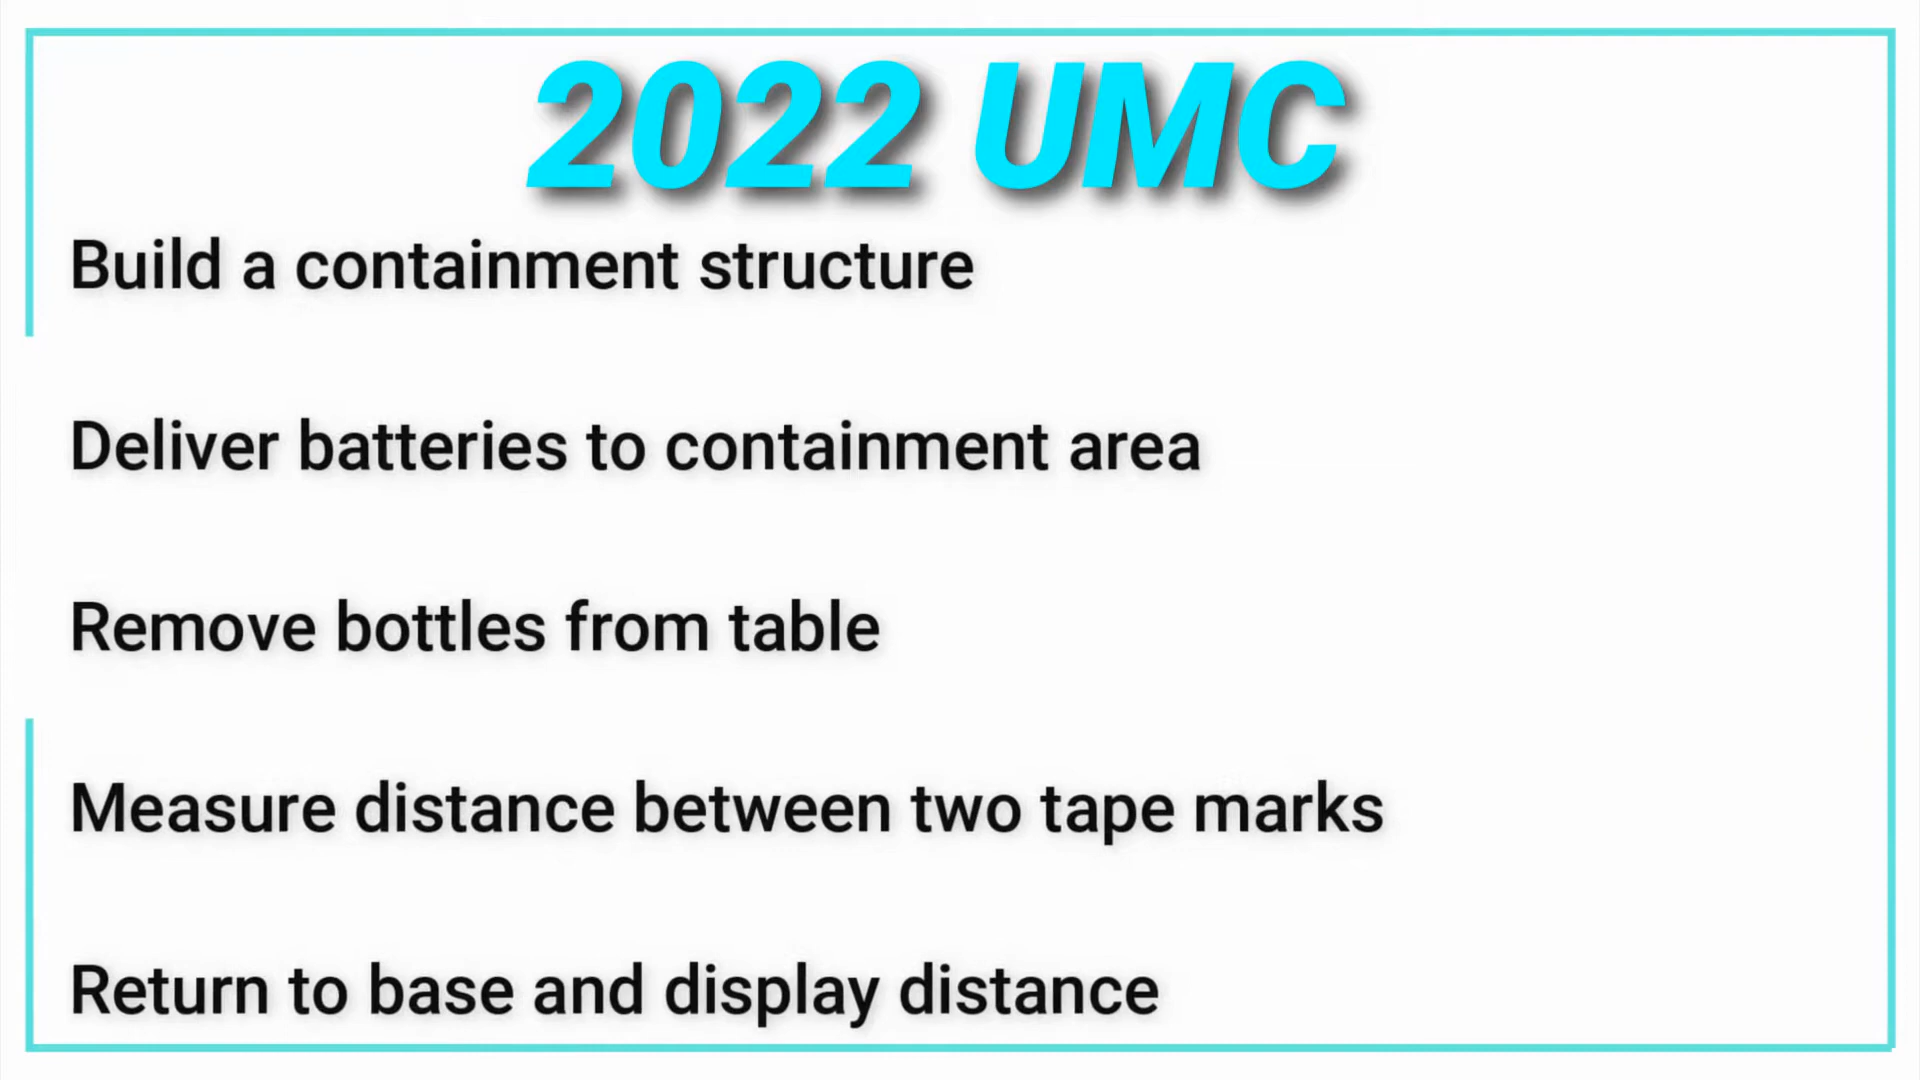 2022 UMC
Build a containment structure
Deliver batteries to containment area
Remove bottles from table
Measure distance between two tape marks
Return to base and display distance